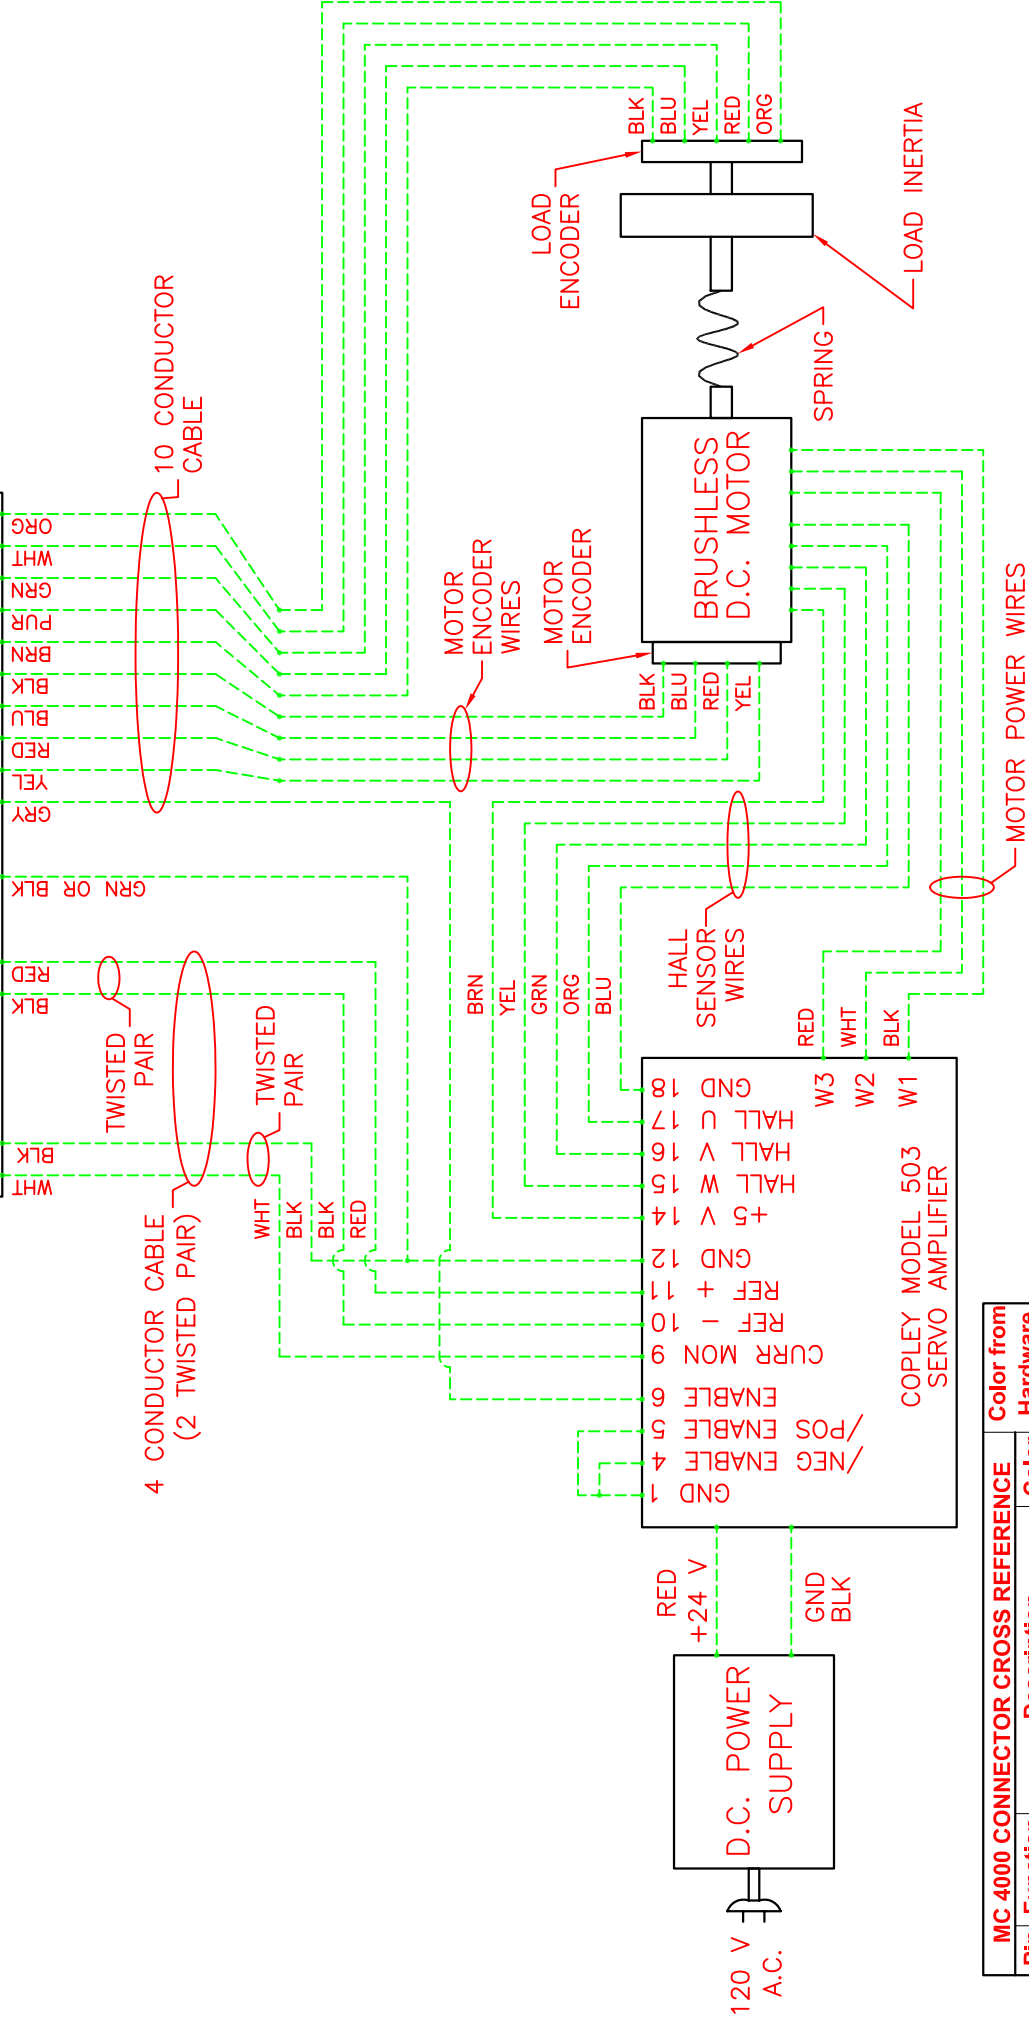 ORG
WHT
GRN
PUR
BRN
BLK
BLU
RED
YEL
GRY
GRN OR BLK
RED
BLK
BLK
WHT
10 CONDUCTOR
CABLE
TWISTED
PAIR
TWISTED
PAIR
4 CONDUCTOR CABLE
(2 TWISTED PAIR)
WHT
BLK
BLK
RED
MOTOR
ENCODER
WIRES
MOTOR
ENCODER
BLK
BLU
RED
YEL
LOAD
ENCODER
BLK
BLU
YEL
RED
ORG
LOAD INERTIA
SPRING
BRUSHLESS
D.C. MOTOR
MOTOR POWER WIRES
HALL
SENSOR
WIRES
BRN
YEL
GRN
ORG
BLU
RED
WHT
BLK
W3
W2
W1
18 GND
17 HALL U
16 HALL V
15 HALL W
14 +5 V
12 GND
11 REF +
10 REF -
9 CURR MON
6 ENABLE
5 ENABLE POS/
4 ENABLE NEG/
1 GND
COPLEY MODEL 503
SERVO AMPLIFIER
RED
+24 V
GND
BLK
D.C. POWER
SUPPLY
120 V
A.C.
MC 4000 CONNECTOR CROSS REFERENCE
Color from
Hardware
Pin Function Description Color